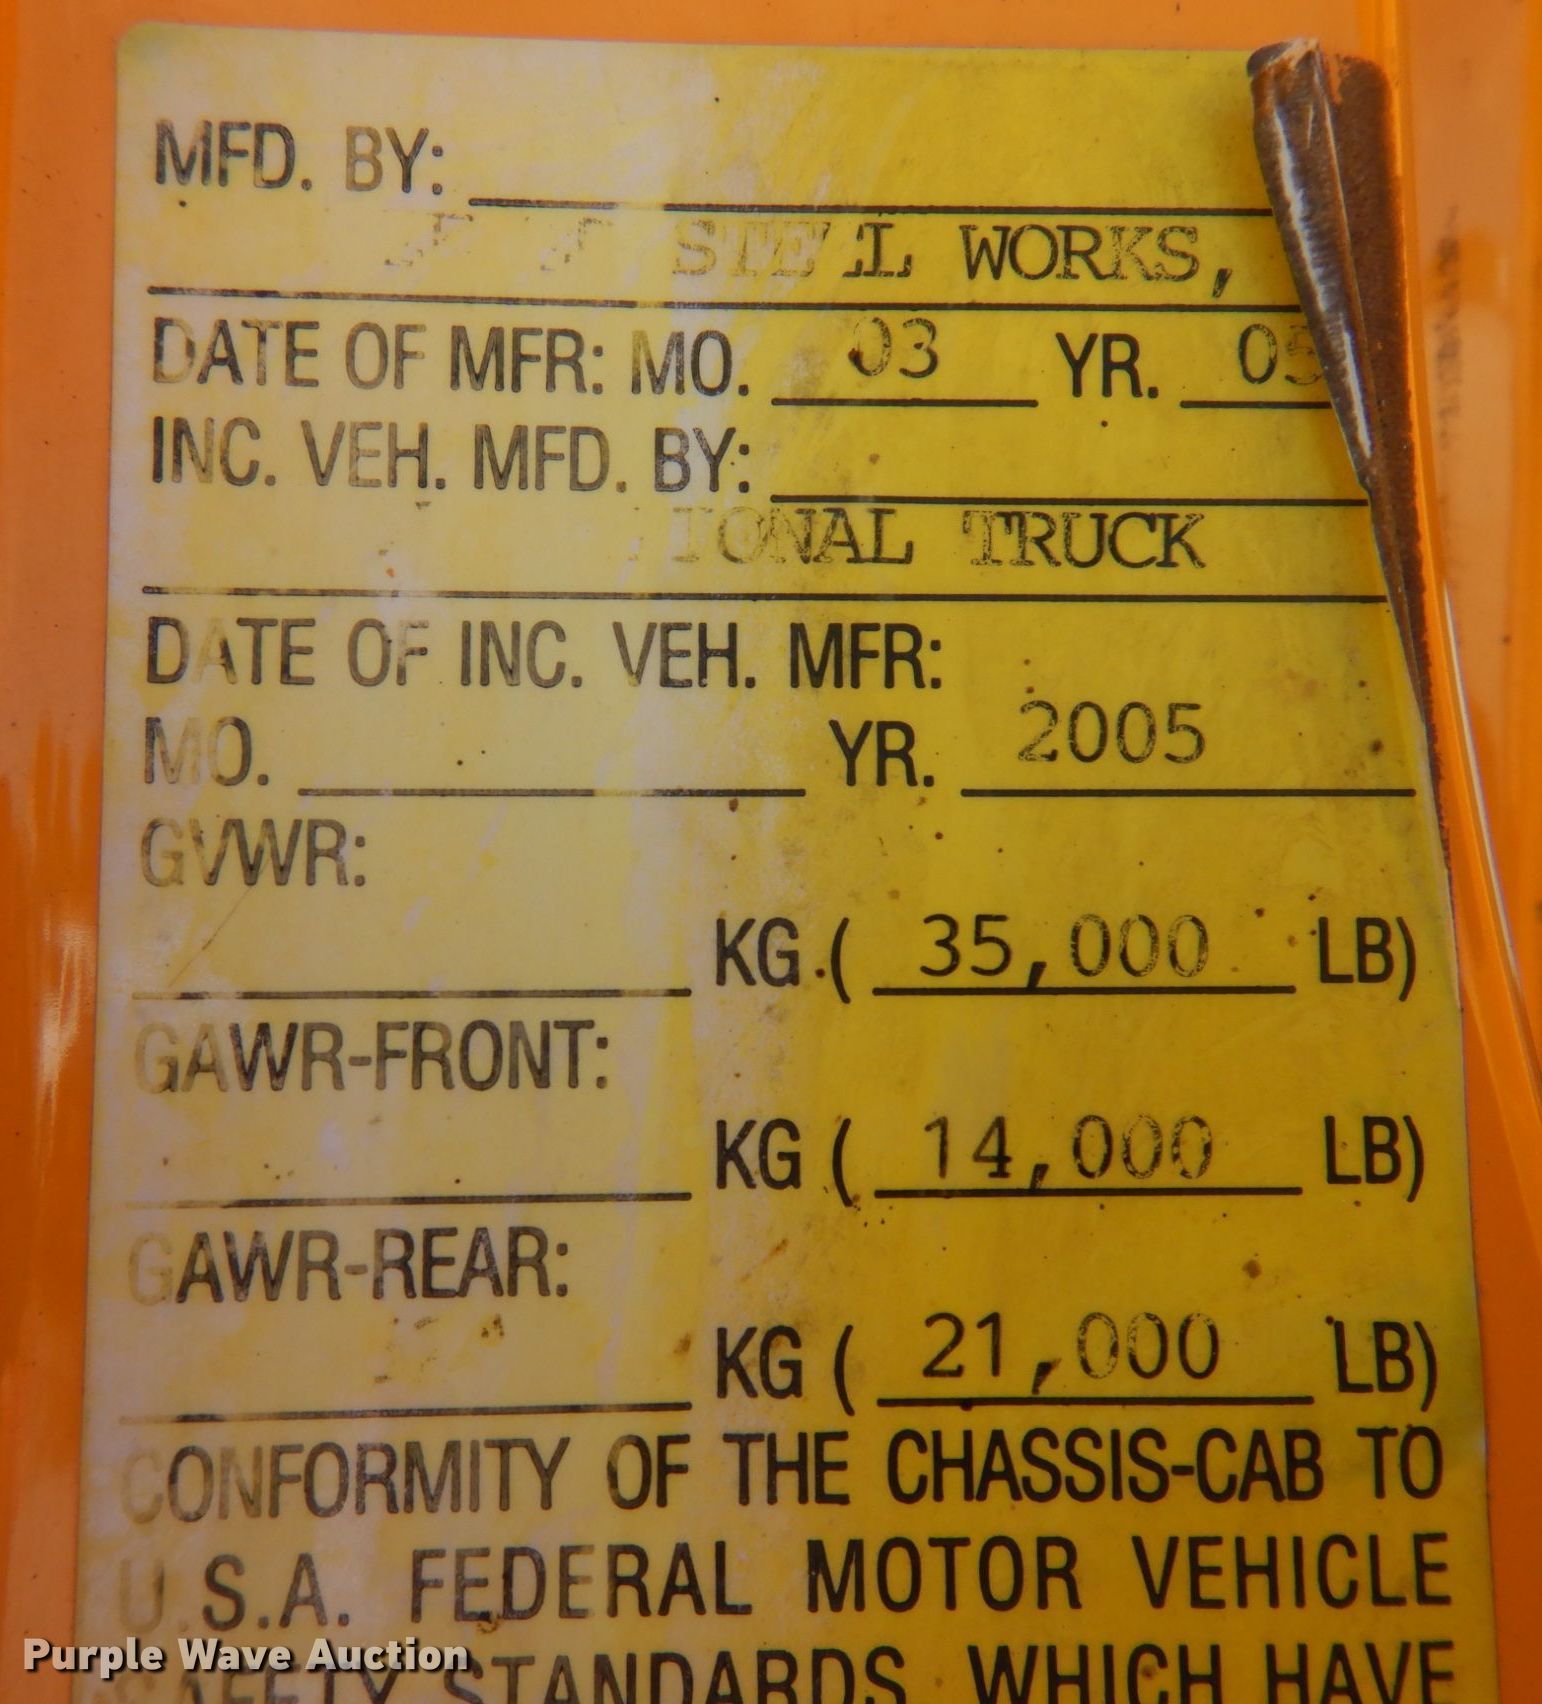 MFD. BY:
WORKS,
DATE OF MFR: MO. 03 YR. 05
INC. VEH. MFD. BY:
TRUCK
DATE OF INC. VEH. MFR:
MO. YR. 2005
GVWR:
KG ( 35,000 LB)
GAWR-FRONT:
KG ( 14,000 LB)
GAWR-REAR:
KG ( 21,000 LB)
CONFORMITY OF THE CHASSIS-CAB TO
U.S.A. FEDERAL MOTOR VEHICLE
SAFETY STANDARDS, WHICH HAVE
Purple Wave Auction